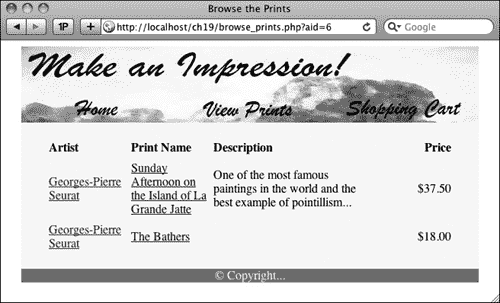 Browse the Prints
1P
http://localhost/ch19/browse_prints.php?aid=6
Google
Make an Impression!
Home View Prints Shopping Cart
Artist Print Name Description Price
Georges-Pierre
Seurat
Sunday
Afternoon on
the Island of La
Grande Jatte
One of the most famous
paintings in the world and the
best example of pointillism...
$37.50
Georges-Pierre
Seurat
The Bathers
$18.00
© Copyright...